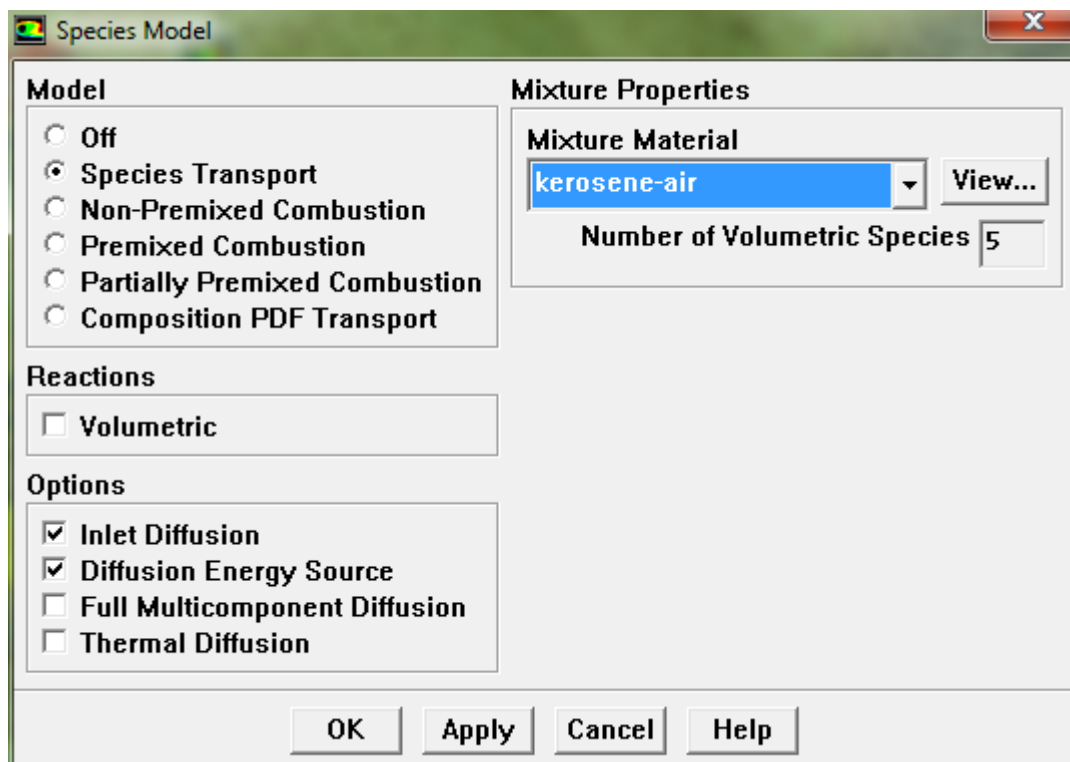 Species Model
Model
Off
Species Transport
Non-Premixed Combustion
Premixed Combustion
Partially Premixed Combustion
Composition PDF Transport
Reactions
Volumetric
Options
Inlet Diffusion
Diffusion Energy Source
Full Multicomponent Diffusion
Thermal Diffusion
Mixture Properties
Mixture Material
kerosene-air View...
Number of Volumetric Species 5
OK Apply Cancel Help